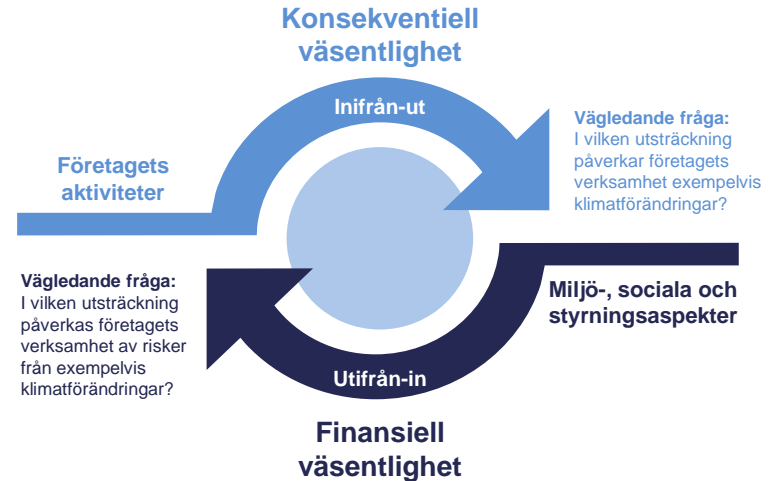 Konsekventiell
väsentlighet
Inifrån-ut
Vägledande fråga:
I vilken utsträckning
påverkar företagets
verksamhet exempelvis
klimatförändringar?
Företagets
aktiviteter
Vägledande fråga:
I vilken utsträckning
påverkas företagets
verksamhet av risker
från exempelvis
klimatförändringar?
Miljö-, sociala och
styrningsaspekter
Utifrån-in
Finansiell
väsentlighet